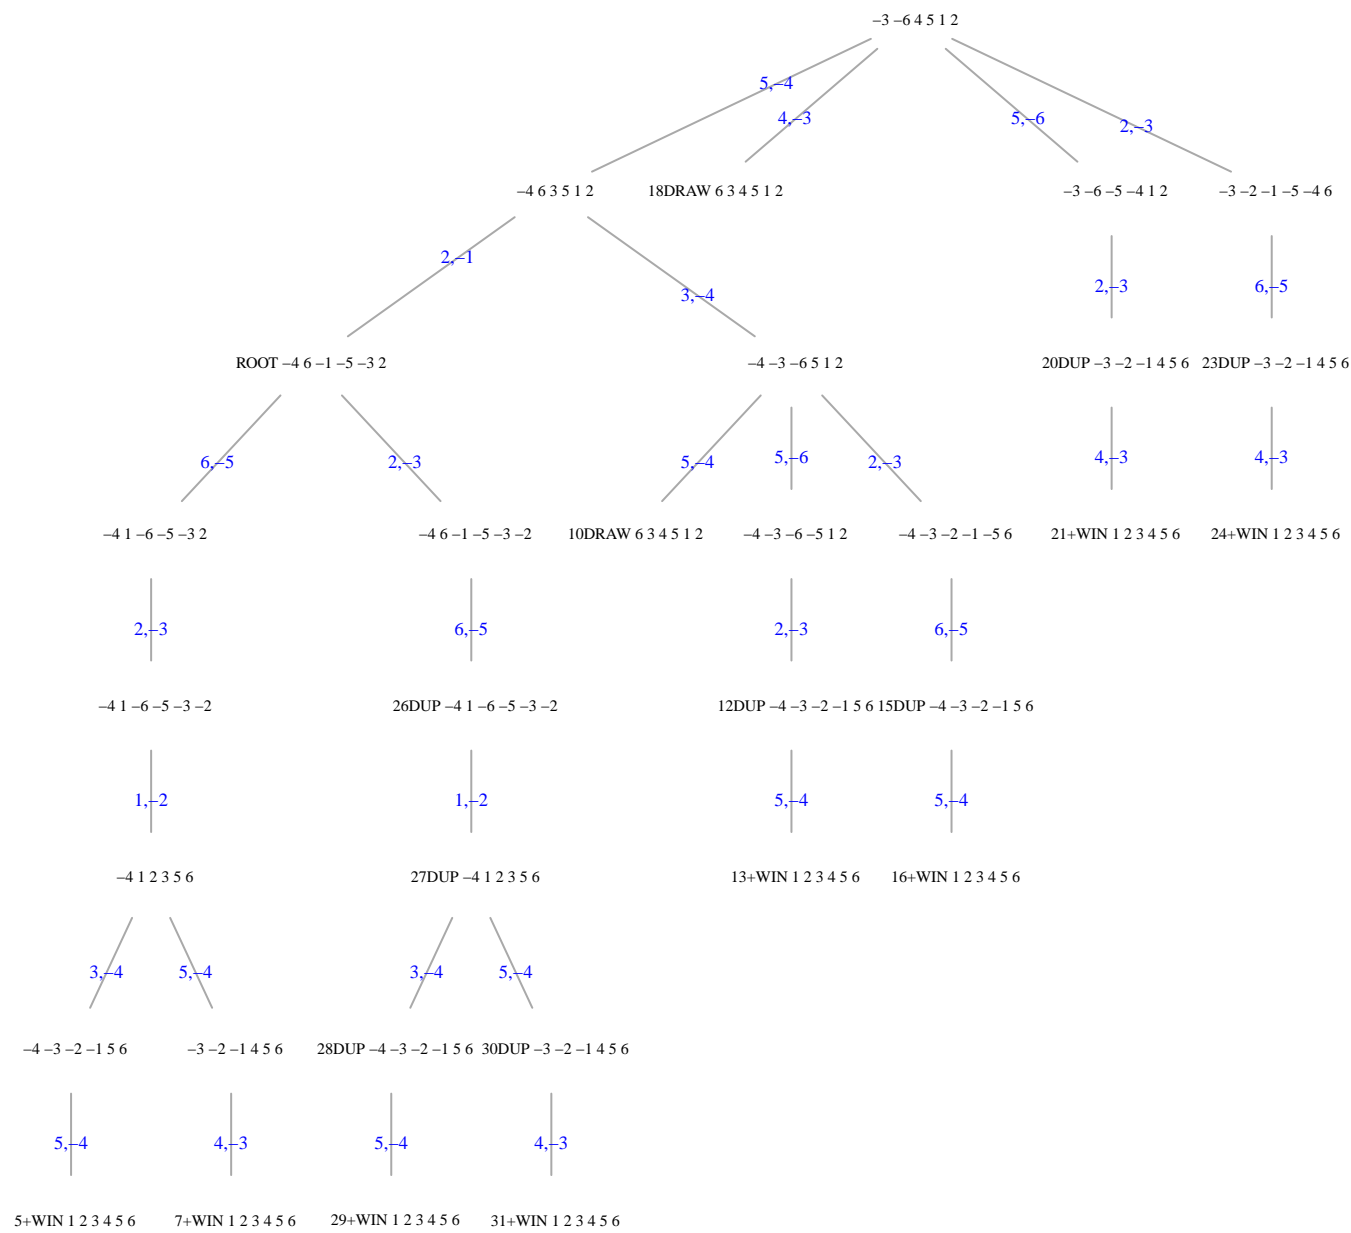 −3 −6 4 5 1 2
5,−4
4,−3
5,−6
2,−3
−4 6 3 5 1 2
18DRAW 6 3 4 5 1 2
−3 −6 −5 −4 1 2
−3 −2 −1 −5 −4 6
2,−1
3,−4
2,−3
6,−5
ROOT −4 6 −1 −5 −3 2
−4 −3 −6 5 1 2
20DUP −3 −2 −1 4 5 6
23DUP −3 −2 −1 4 5 6
6,−5
2,−3
5,−4
5,−6
2,−3
4,−3
4,−3
−4 1 −6 −5 −3 2
−4 6 −1 −5 −3 −2
10DRAW 6 3 4 5 1 2
−4 −3 −6 −5 1 2
−4 −3 −2 −1 −5 6
21+WIN 1 2 3 4 5 6
24+WIN 1 2 3 4 5 6
2,−3
6,−5
2,−3
6,−5
−4 1 −6 −5 −3 −2
26DUP −4 1 −6 −5 −3 −2
12DUP −4 −3 −2 −1 5 6
15DUP −4 −3 −2 −1 5 6
1,−2
1,−2
5,−4
5,−4
−4 1 2 3 5 6
27DUP −4 1 2 3 5 6
13+WIN 1 2 3 4 5 6
16+WIN 1 2 3 4 5 6
3,−4
5,−4
3,−4
5,−4
−4 −3 −2 −1 5 6
−3 −2 −1 4 5 6
28DUP −4 −3 −2 −1 5 6
30DUP −3 −2 −1 4 5 6
5,−4
4,−3
5,−4
4,−3
5+WIN 1 2 3 4 5 6
7+WIN 1 2 3 4 5 6
29+WIN 1 2 3 4 5 6
31+WIN 1 2 3 4 5 6